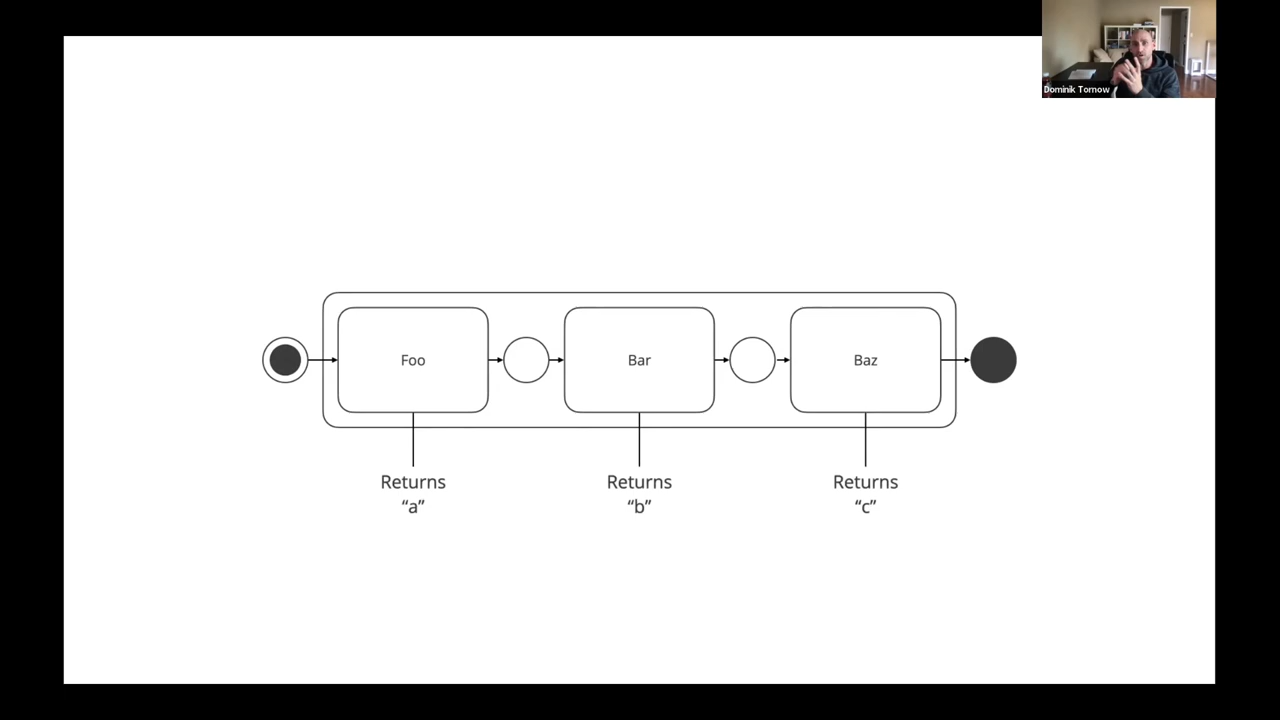 Dominik Tornow
Foo
Bar
Baz
Returns
“a”
Returns
“b”
Returns
“c”